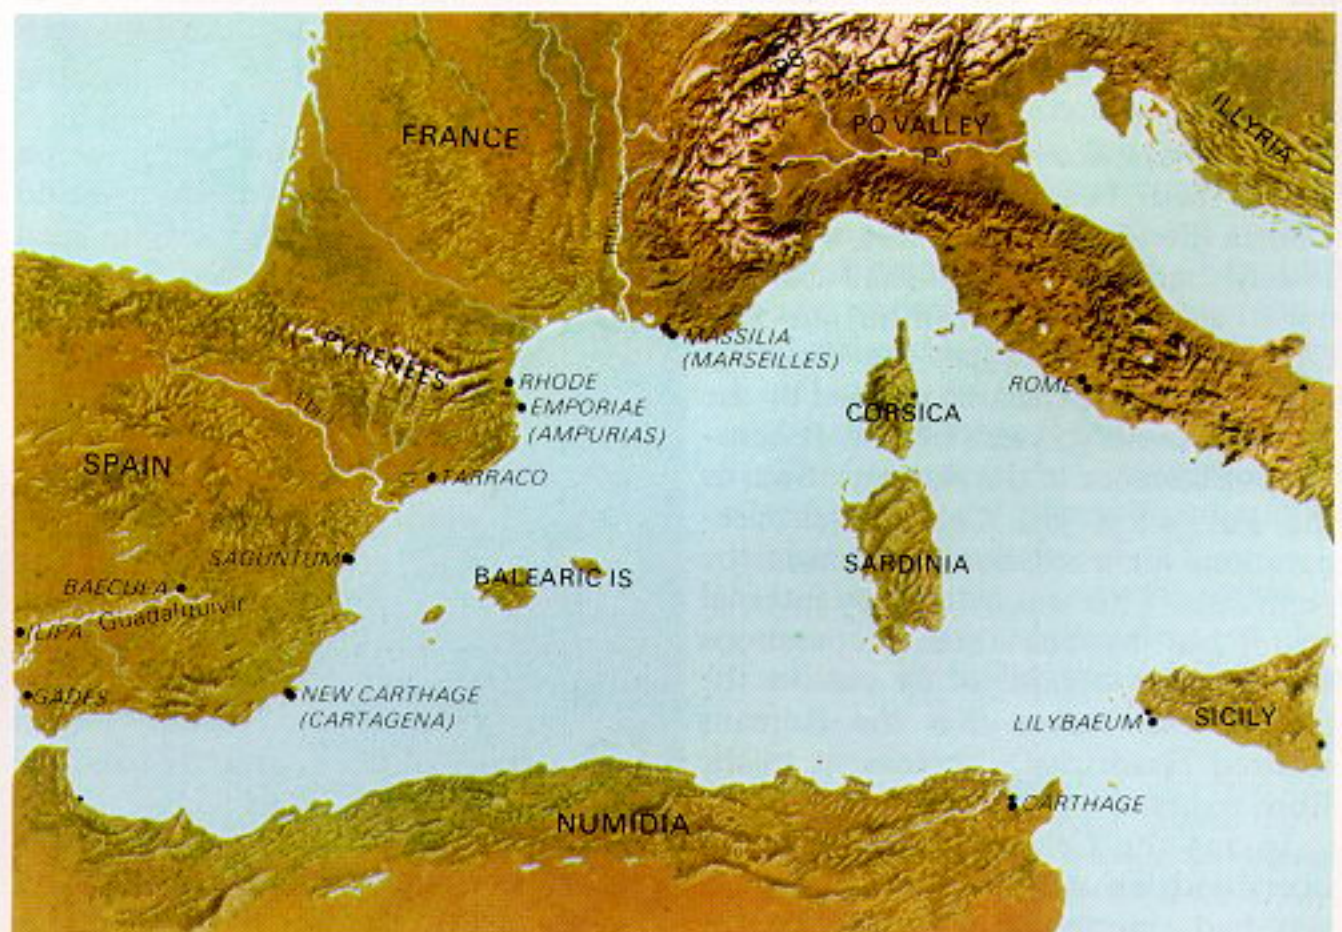 FRANCE
PO VALLEY
ILLYRIA
MASSILIA
(MARSEILLES)
PYRENEES
RHODE
EMPORIAE
(AMPURIAS)
CORSICA
ROME
SPAIN
TARRACO
SAGUNTUM
BALEARIC IS
SARDINIA
BAECULA
Guadalquivir
ILIPA
GADES
NEW CARTHAGE
(CARTAGENA)
LILYBAEUM
SICILY
CARTHAGE
NUMIDIA